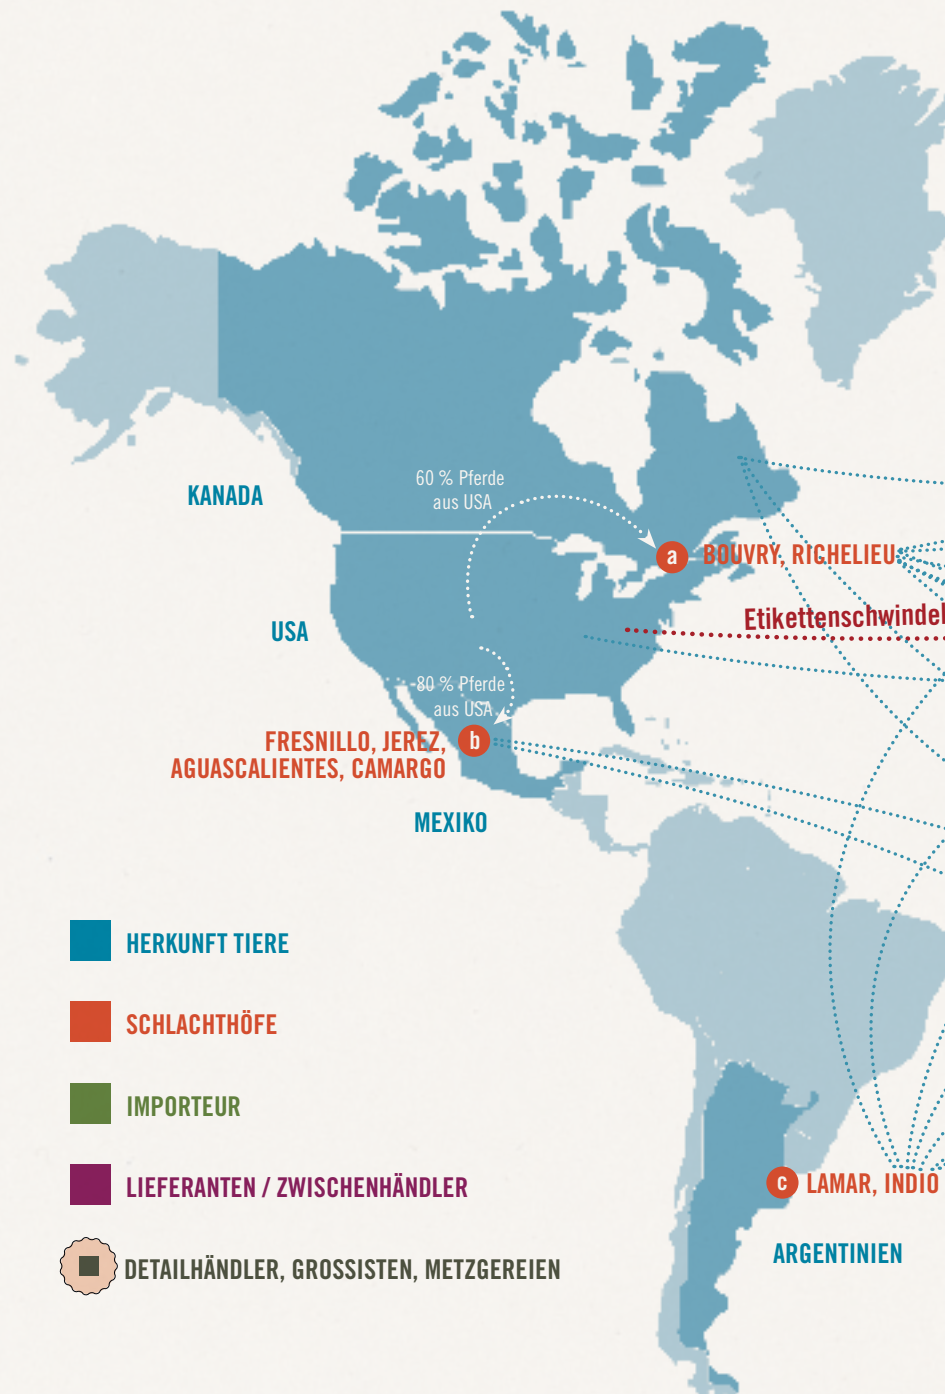 60 % Pferde
aus USA
KANADA
a BOUVRY, RICHELIEU
Etikettenschwindel
USA
80 % Pferde
aus USA
FRESNILLO, JEREZ,
AGUASCALIENTES, CAMARGO
b
MEXIKO
HERKUNFT TIERE
SCHLACHTHÖFE
IMPORTEUR
LIEFERANTEN / ZWISCHENHÄNDLER
DETAILHÄNDLER, GROSSISTEN, METZGEREIEN
c LAMAR, INDIO
ARGENTINIEN